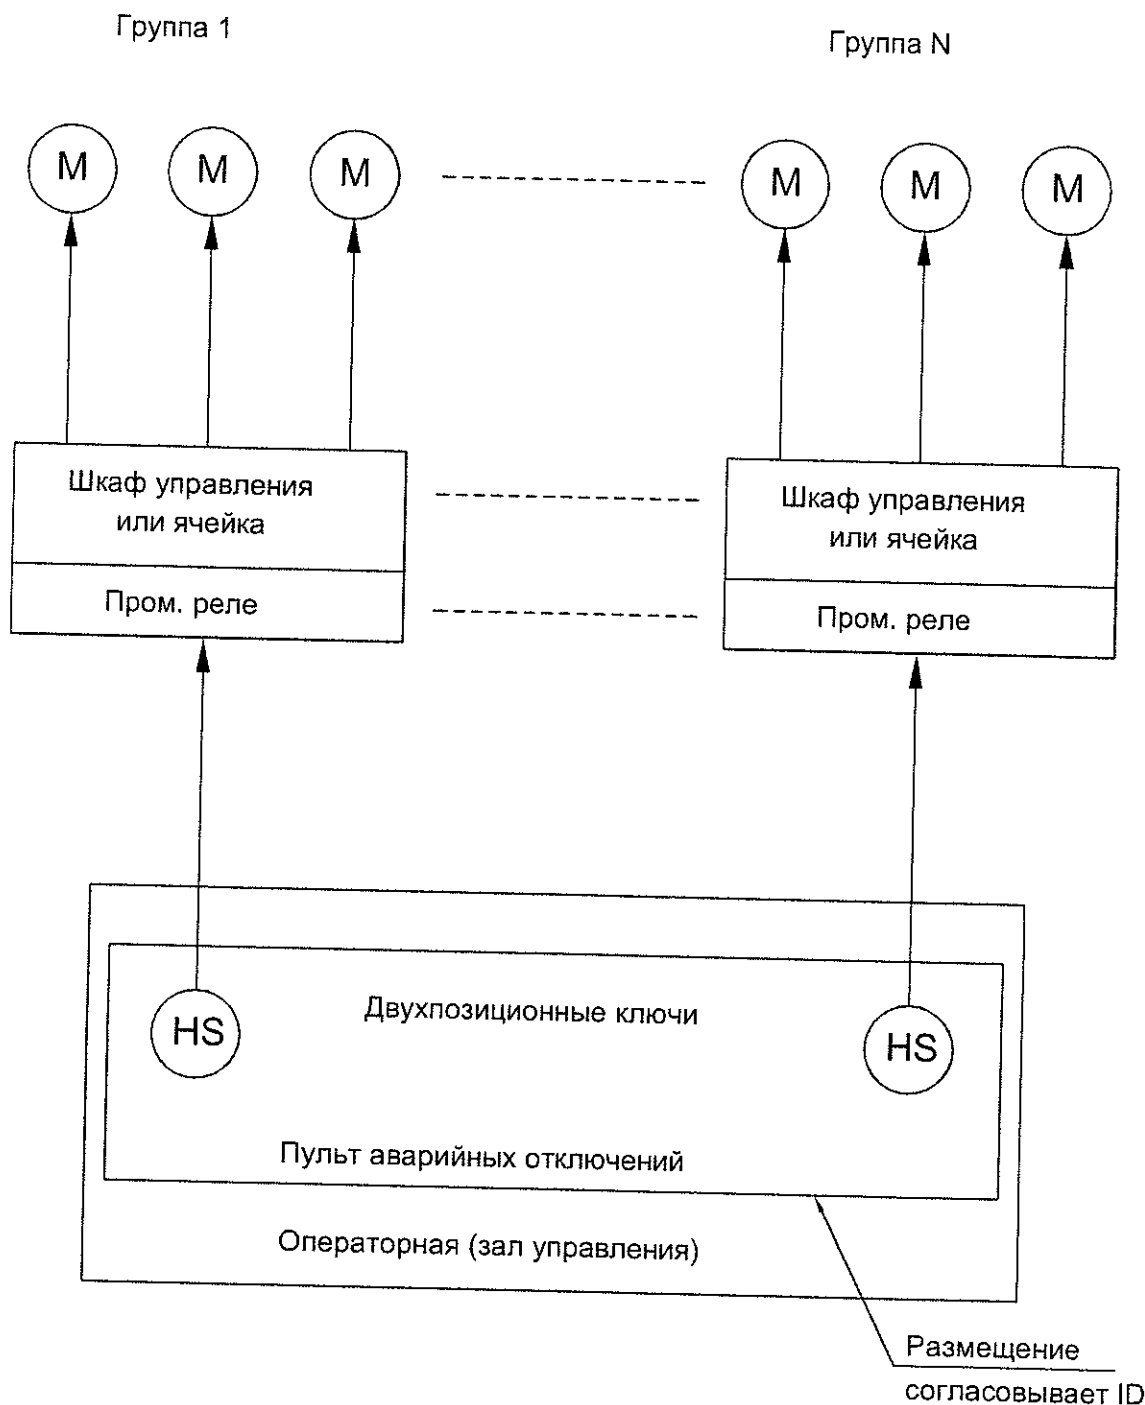 Группа 1
Группа N
М М М
М М М
Шкаф управления
или ячейка
Пром. реле
Шкаф управления
или ячейка
Пром. реле
HS
Двухпозиционные ключи
HS
Пульт аварийных отключений
Операторная (зал управления)
Размещение
согласовывает ID